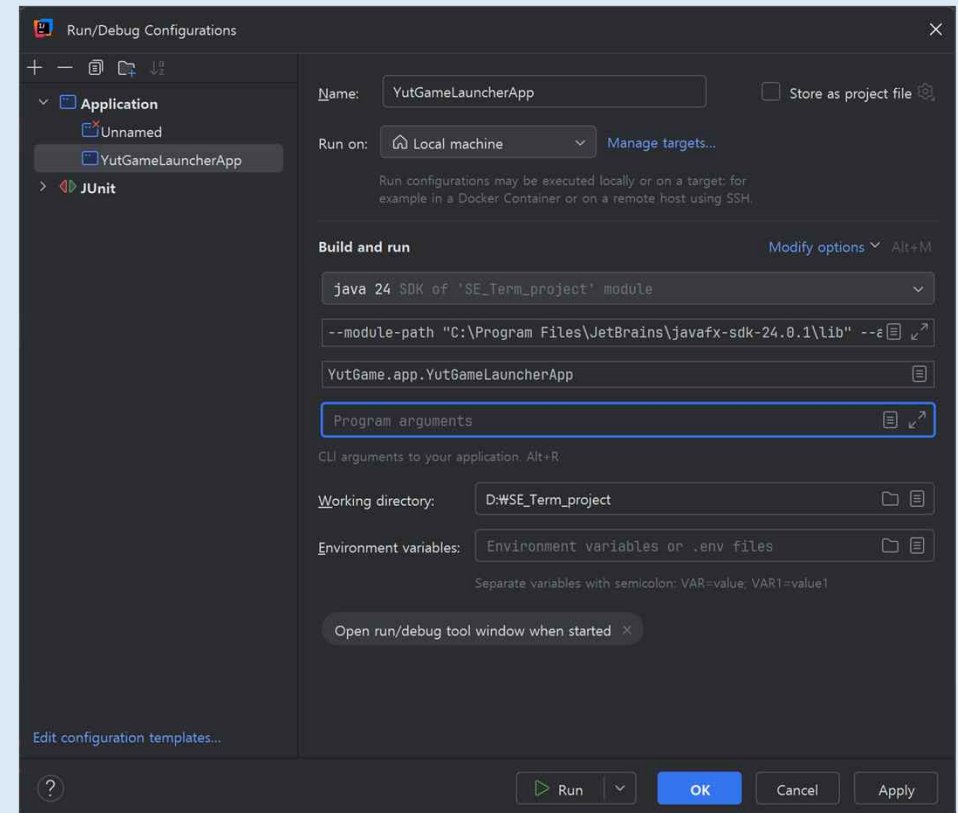 Run/Debug Configurations
Application
Unnamed
YutGameLauncherApp
JUnit
Name: YutGameLauncherApp Store as project file
Run on: Local machine Manage targets...
Run configurations may be executed locally or on a target: for
example in a Docker Container or on a remote host using SSH.
Build and run Modify options Alt+M
java 24 SDK of 'SE_Term_project' module
--module-path "C:\Program Files\JetBrains\javafx-sdk-24.0.1\lib" --a
YutGame.app.YutGameLauncherApp
Program arguments
CLI arguments to your application. Alt+R
Working directory: D:₩SE_Term_project
Environment variables: Environment variables or .env files
Separate variables with semicolon: VAR=value; VAR1=value1
Open run/debug tool window when started ×
Edit configuration templates...
? Run OK Cancel Apply